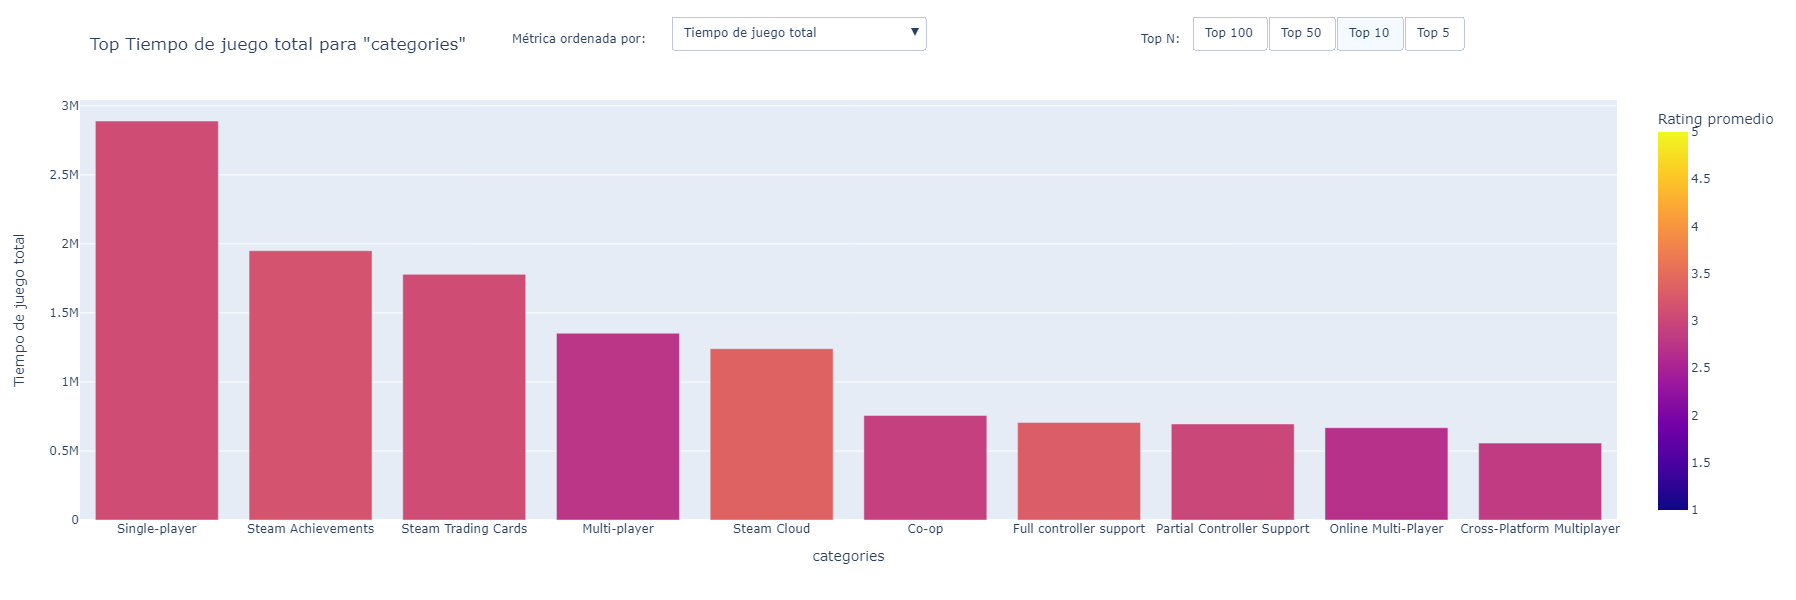 Top Tiempo de juego total para "categories"
Métrica ordenada por:
Tiempo de juego total
▼
Top N:
Top 100
Top 50
Top 10
Top 5
Tiempo de juego total
3M
2.5M
2M
1.5M
1M
0.5M
0
Single-player
Steam Achievements
Steam Trading Cards
Multi-player
Steam Cloud
Co-op
Full controller support
Partial Controller Support
Online Multi-Player
Cross-Platform Multiplayer
categories
Rating promedio
5
4.5
4
3.5
3
2.5
2
1.5
1